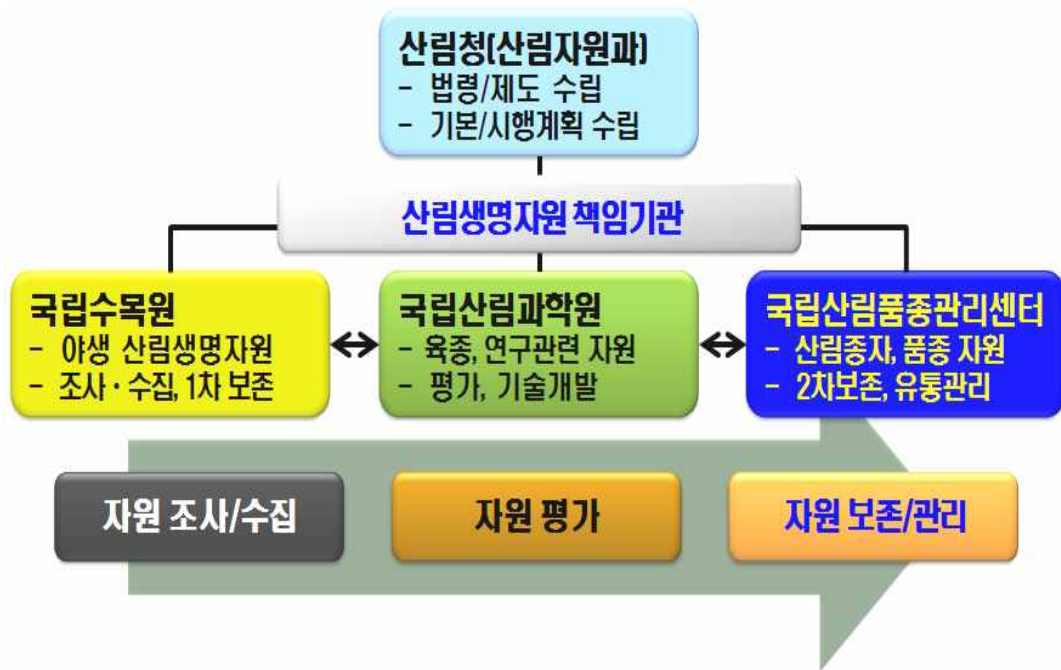 산림청(산림자원과)
- 법령/제도 수립
- 기본/시행계획 수립
산림생명자원 책임기관
국립수목원
- 야생 산림생명자원
- 조사·수집, 1차 보존
국립산림과학원
- 육종, 연구관련 자원
- 평가, 기술개발
국립산림품종관리센터
- 산림종자, 품종 자원
- 2차보존, 유통관리
자원 조사/수집
자원 평가
자원 보존/관리